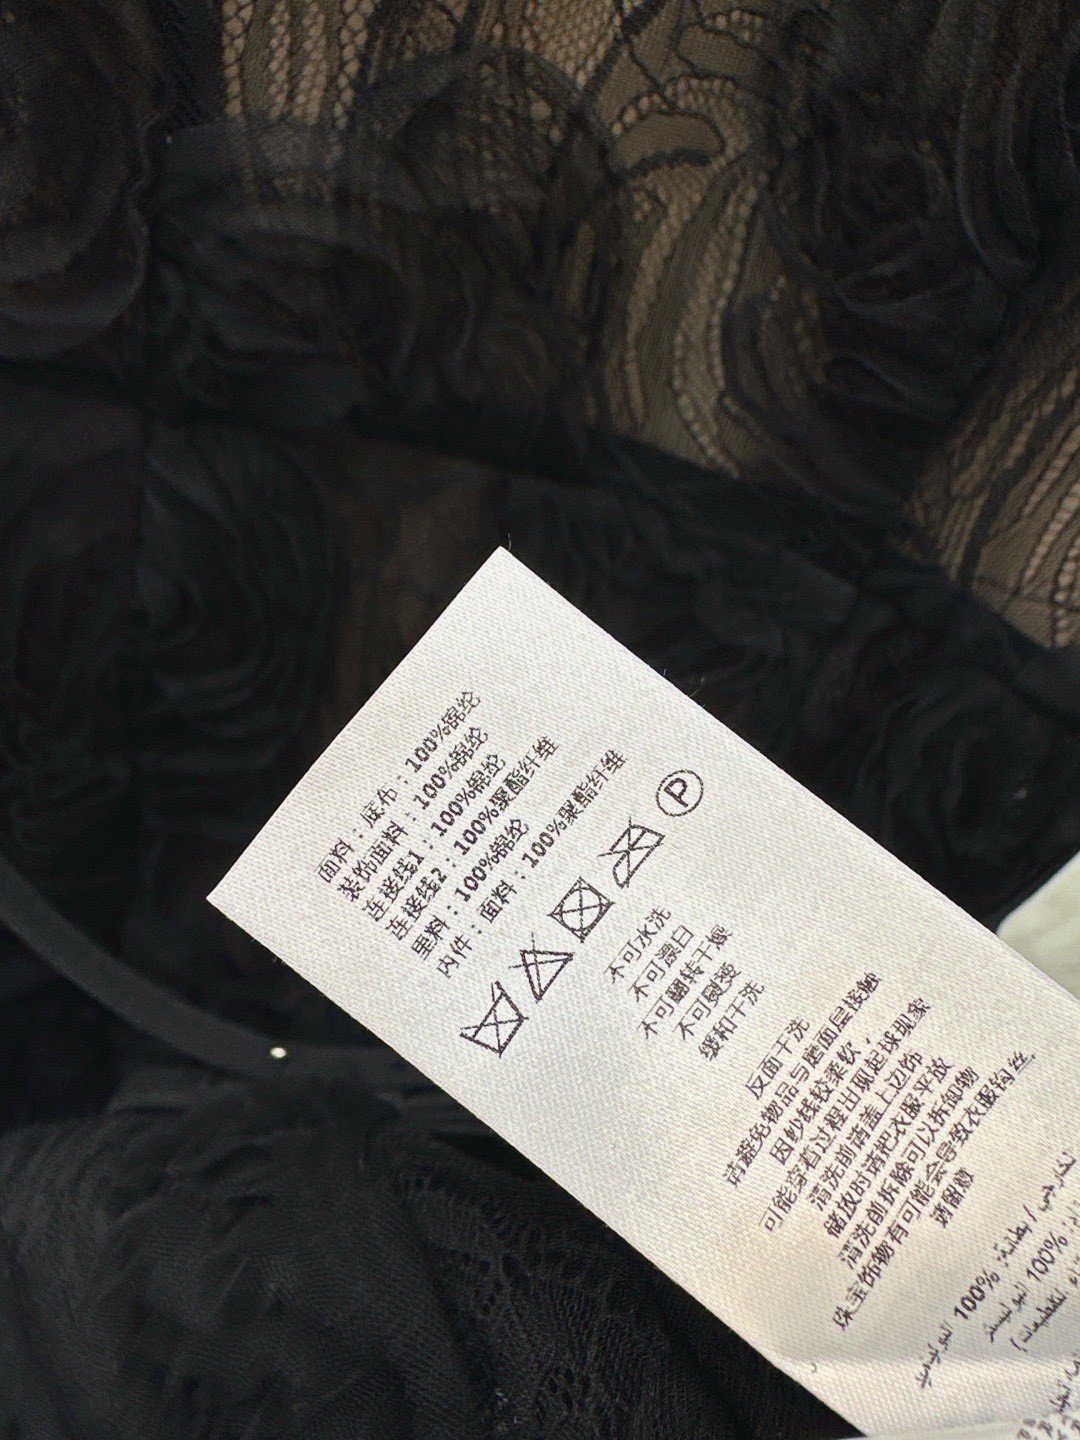 面料：底布：100%锦纶
装饰面料：100%锦纶
连接线1：100%锦纶
连接线2：100%聚酯纤维
里料：100%锦纶
内件：面料：100%聚酯纤维
P
不可水洗
不可漂白
不可翻转干燥
不可熨烫
缓和干洗
反面干洗
请避免物品与磨面层接触
因纱线较柔软，
可能穿着过程出现起球现象
清洗前请盖上边饰
储放时请把衣服平放
清洗前拆除可以拆卸物
珠宝饰物有可能会导致衣服钩丝.
请留意
100%
100%